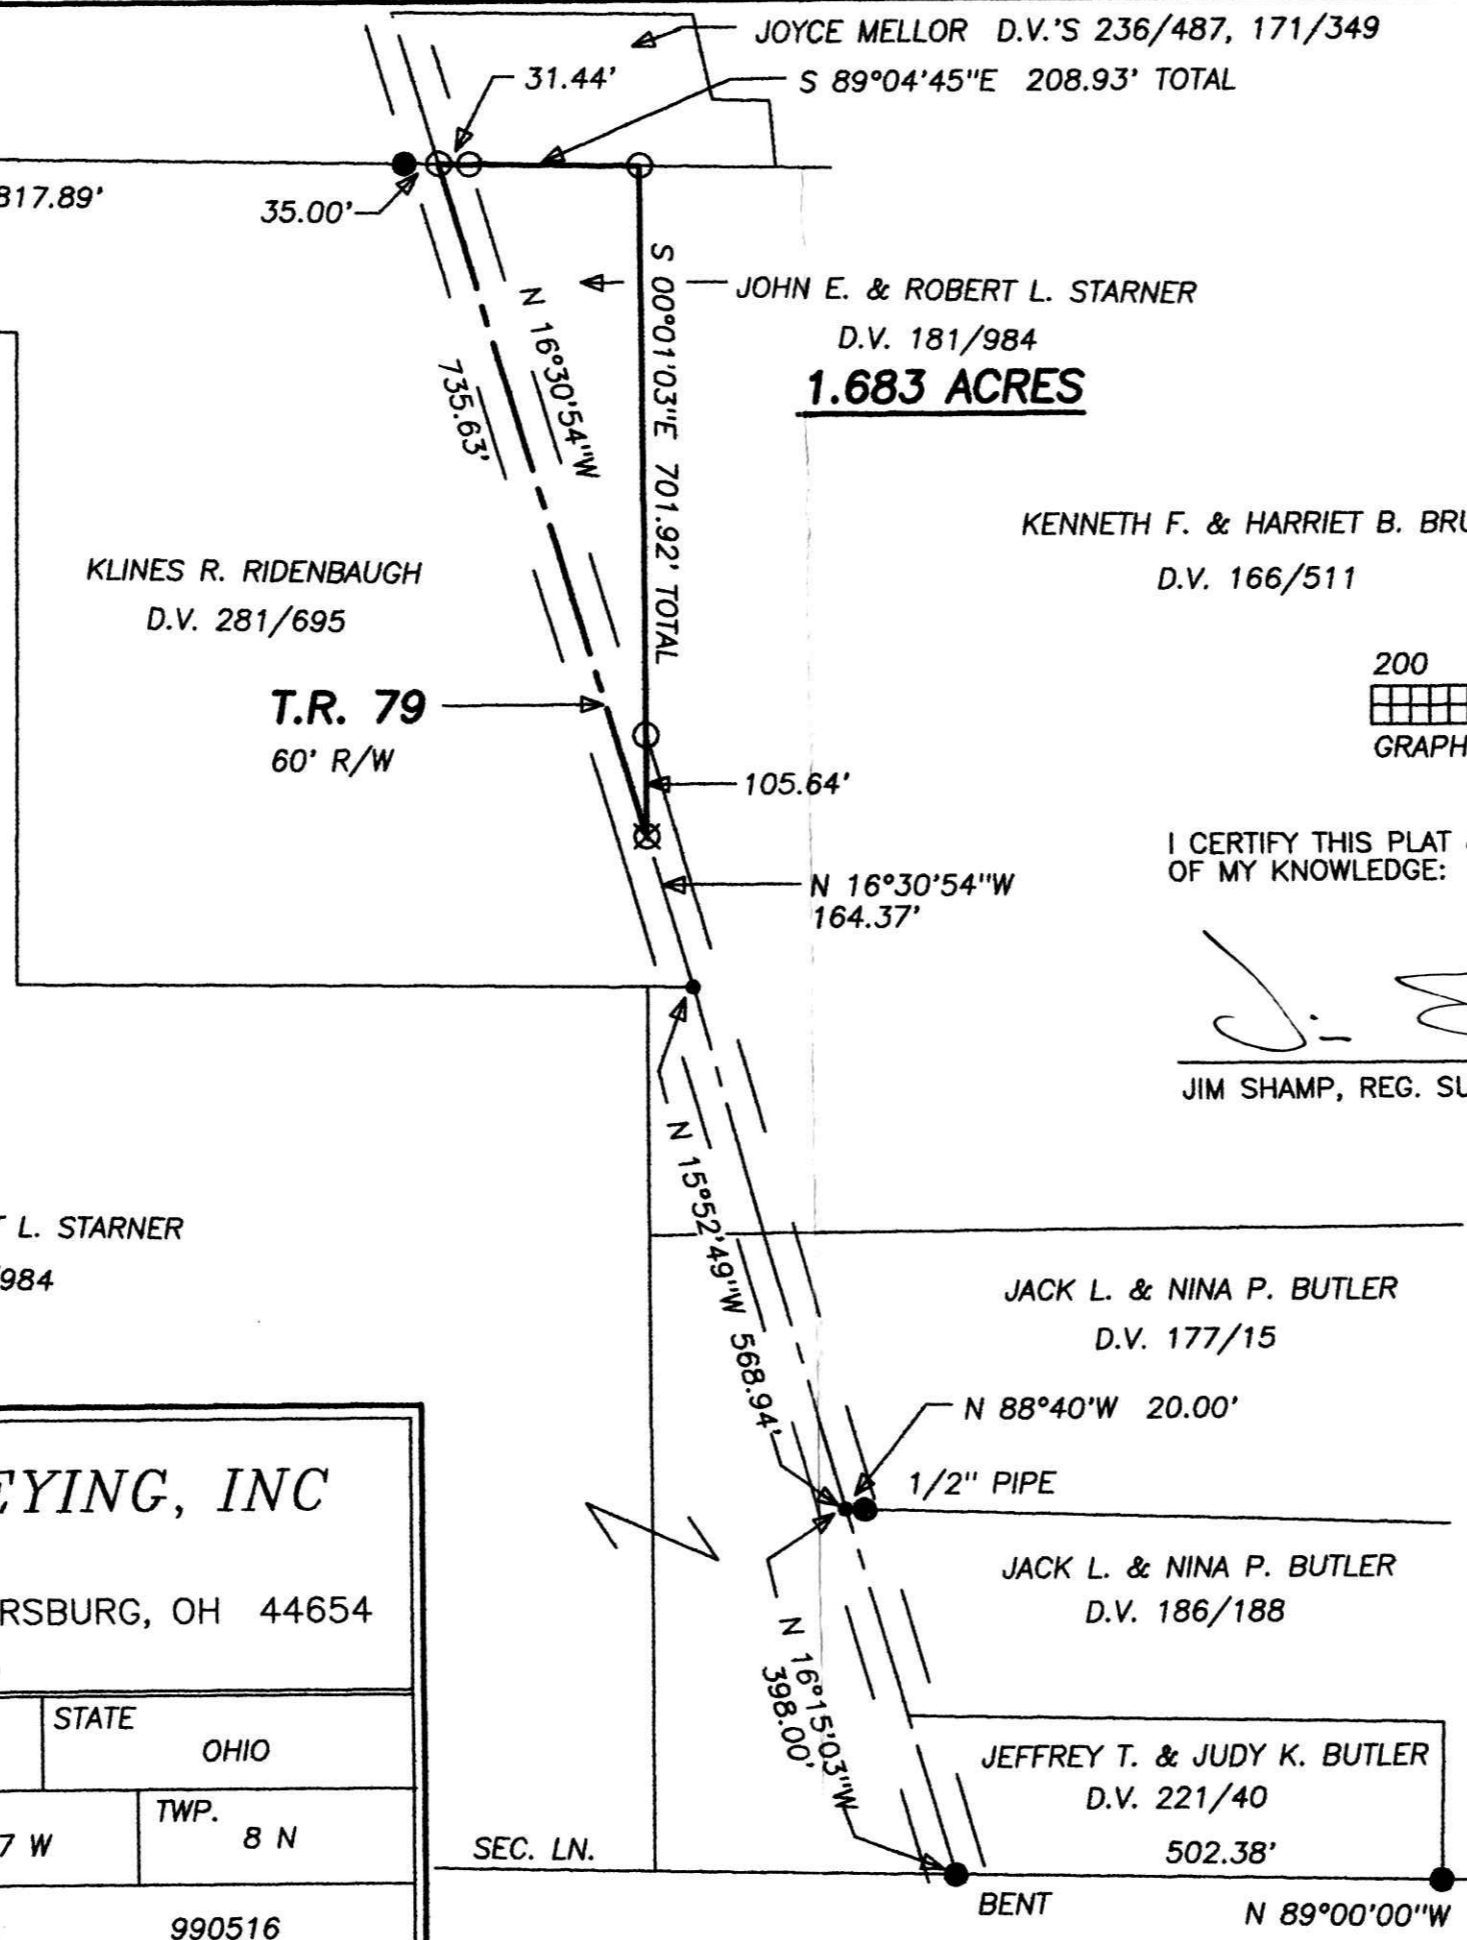 JOYCE MELLOR D.V.'S 236/487, 171/349
31.44'
S 89°04'45"E 208.93' TOTAL
817.89'
35.00'
JOHN E. & ROBERT L. STARNER
D.V. 181/984
1.683 ACRES
N 16°30'54"W
735.63'
S 00°01'03"E 701.92' TOTAL
KENNETH F. & HARRIET B. BRU
D.V. 166/511
KLINES R. RIDENBAUGH
D.V. 281/695
T.R. 79
60' R/W
200
GRAPH
105.64'
I CERTIFY THIS PLAT
OF MY KNOWLEDGE:
N 16°30'54"W
164.37'
JIM SHAMP, REG. SU
N 15°52'49"W 568.94'
T L. STARNER
/984
JACK L. & NINA P. BUTLER
D.V. 177/15
N 88°40'W 20.00'
1/2" PIPE
EYING, INC
JACK L. & NINA P. BUTLER
D.V. 186/188
RSBURG, OH 44654
N 16°15'03"W
398.00'
STATE
OHIO
JEFFREY T. & JUDY K. BUTLER
D.V. 221/40
7 W
TWP.
8 N
SEC. LN.
502.38'
BENT
N 89°00'00"W
990516